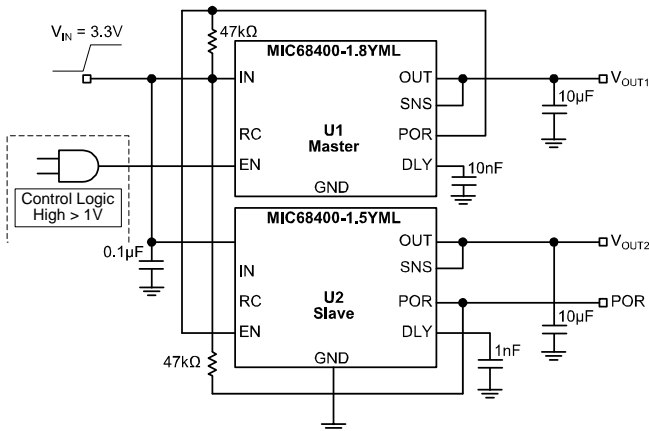 V_IN = 3.3V
47kΩ
MIC68400-1.8YML
IN
OUT
V_OUT1
SNS
10µF
RC
U1
Master
POR
EN
DLY
10nF
GND
Control Logic
High > 1V
MIC68400-1.5YML
OUT
V_OUT2
0.1µF
IN
SNS
RC
U2
Slave
POR
POR
10µF
EN
DLY
47kΩ
GND
1nF